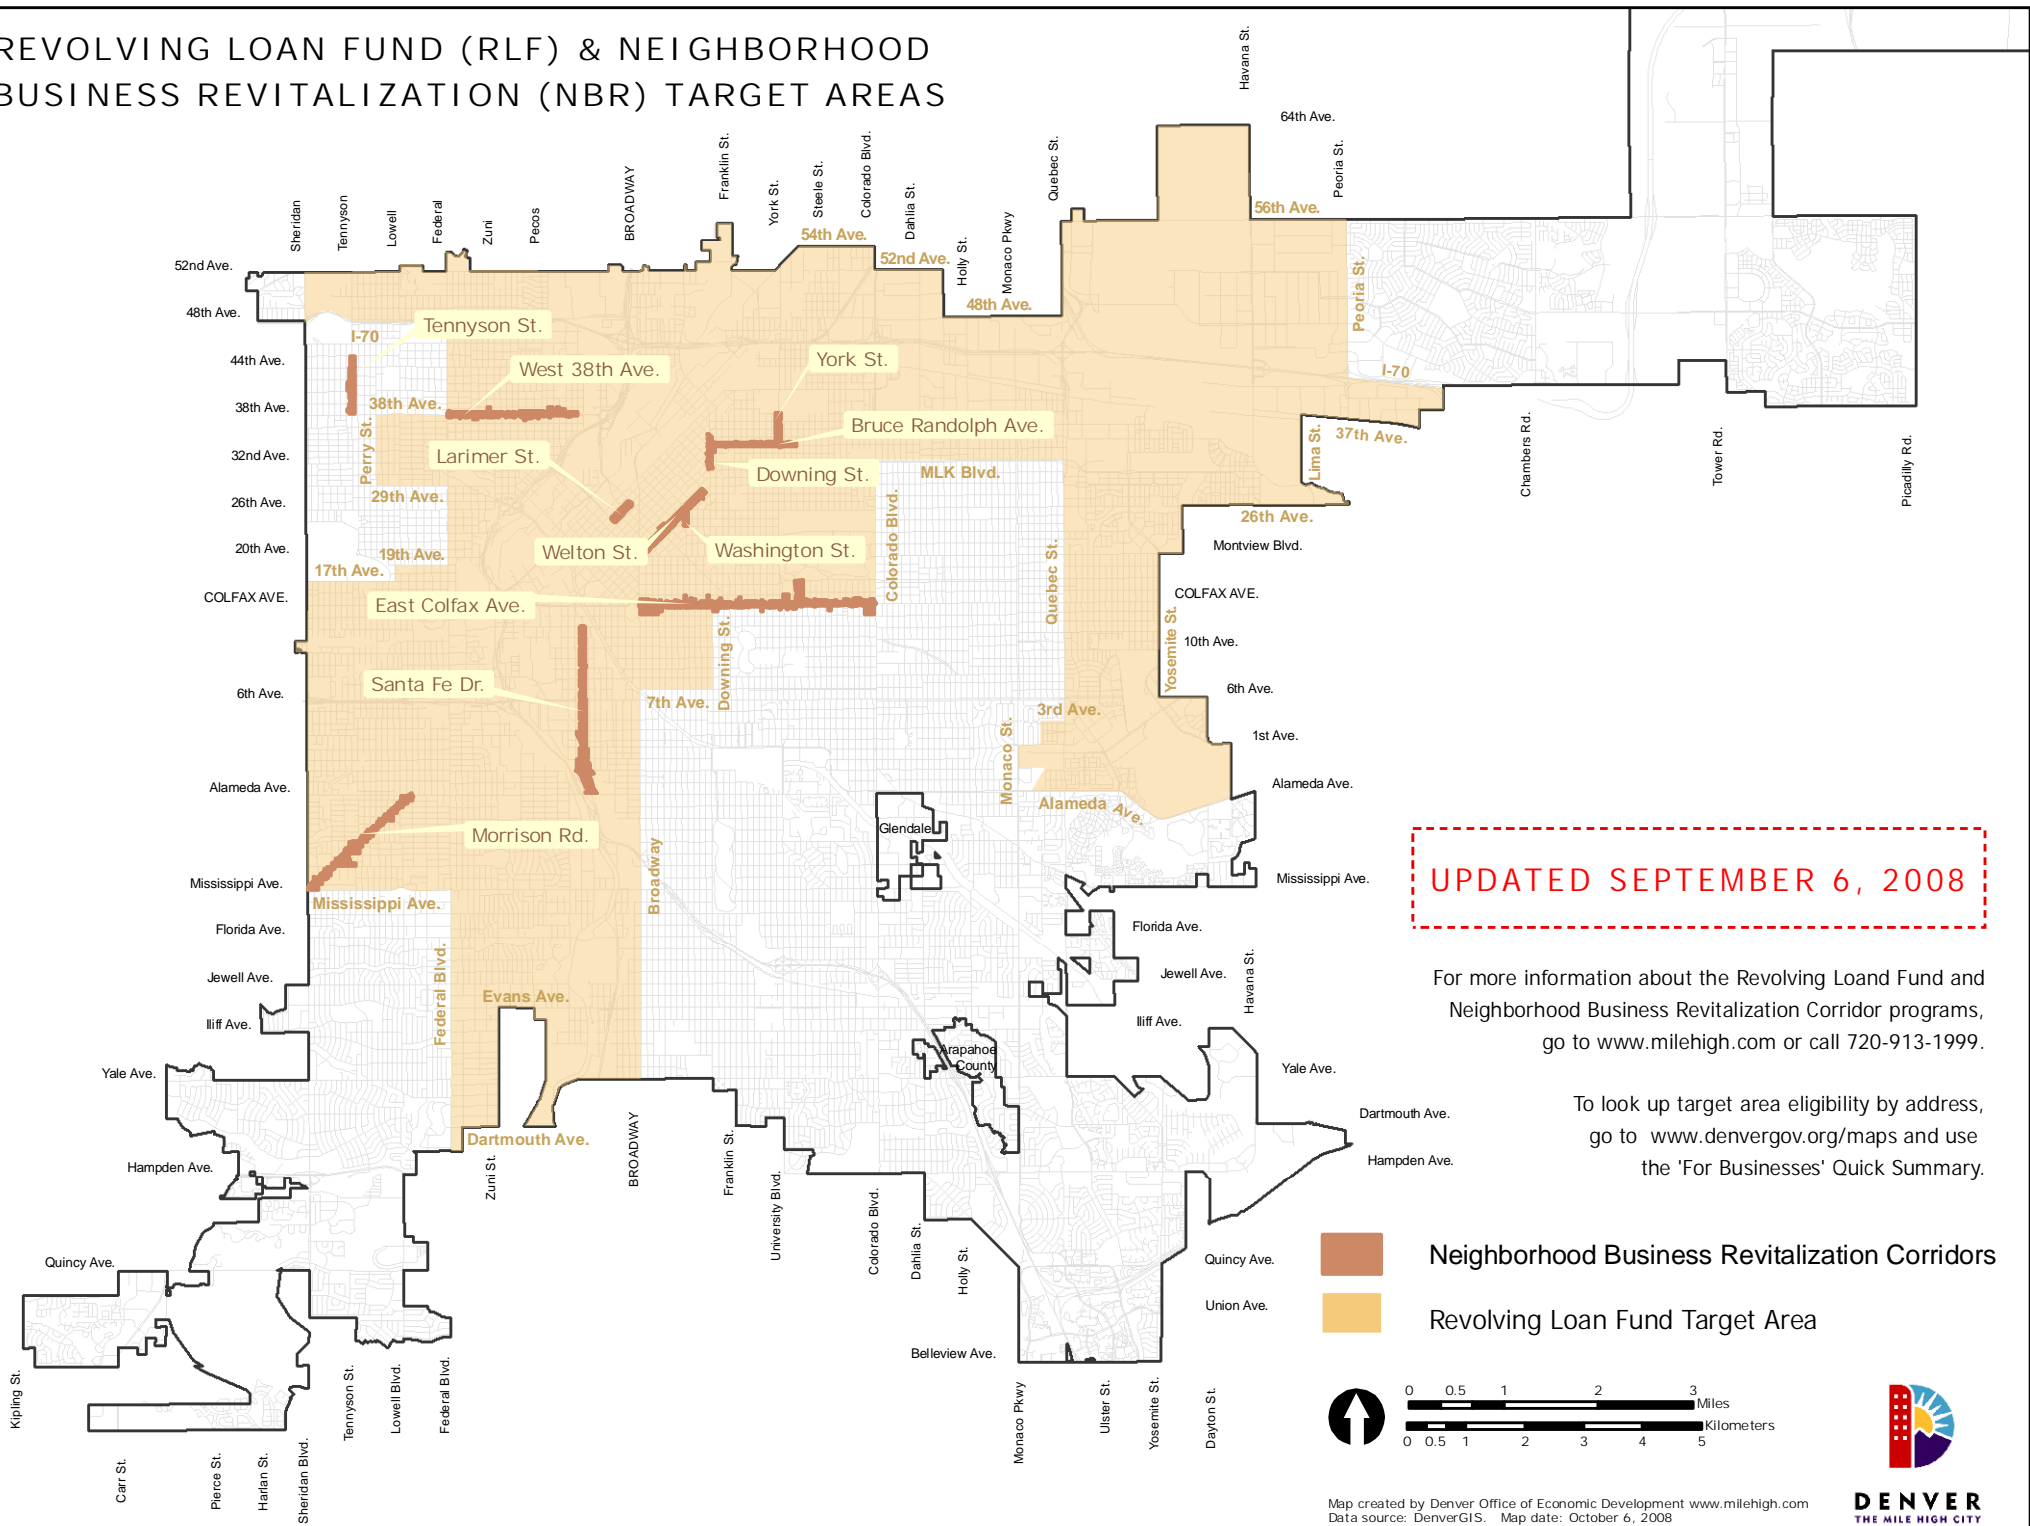 REVOLVING LOAN FUND (RLF) & NEIGHBORHOOD
BUSINESS REVITALIZATION (NBR) TARGET AREAS
Havana St.
64th Ave.
Sheridan
Tennyson
Lowell
Federal
Zuni
Pecos
BROADWAY
Franklin St.
York St.
Steele St.
Colorado Blvd.
Dahlia St.
Holly St.
Monaco Pkwy
Quebec St.
Peoria St.
56th Ave.
54th Ave.
52nd Ave.
48th Ave.
Peoria St.
I-70
37th Ave.
Lima St.
26th Ave.
Chambers Rd.
Tower Rd.
Picadilly Rd.
52nd Ave.
48th Ave.
44th Ave.
38th Ave.
32nd Ave.
26th Ave.
20th Ave.
COLFAX AVE.
6th Ave.
Alameda Ave.
Mississippi Ave.
Florida Ave.
Jewell Ave.
Iliff Ave.
Yale Ave.
Hampden Ave.
Quincy Ave.
I-70
Tennyson St.
West 38th Ave.
38th Ave.
Perry St.
29th Ave.
19th Ave.
17th Ave.
York St.
Bruce Randolph Ave.
Larimer St.
Downing St.
MLK Blvd.
Colorado Blvd.
Welton St.
Washington St.
East Colfax Ave.
Quebec St.
Downing St.
Santa Fe Dr.
7th Ave.
3rd Ave.
Monaco St.
Alameda Ave.
Yosemite St.
Morrison Rd.
Mississippi Ave.
Broadway
Federal Blvd.
Evans Ave.
Dartmouth Ave.
Glendale
Arapahoe
County
Montview Blvd.
COLFAX AVE.
10th Ave.
6th Ave.
1st Ave.
Alameda Ave.
Mississippi Ave.
Florida Ave.
Jewell Ave.
Iliff Ave.
Havana St.
Yale Ave.
Dartmouth Ave.
Hampden Ave.
Quincy Ave.
Union Ave.
Belleview Ave.
Zuni St.
BROADWAY
Franklin St.
University Blvd.
Colorado Blvd.
Dahlia St.
Holly St.
Monaco Pkwy
Ulster St.
Yosemite St.
Dayton St.
Kipling St.
Carr St.
Pierce St.
Harlan St.
Sheridan Blvd.
Tennyson St.
Lowell Blvd.
Federal Blvd.
UPDATED SEPTEMBER 6, 2008
For more information about the Revolving Loand Fund and
Neighborhood Business Revitalization Corridor programs,
go to www.milehigh.com or call 720-913-1999.
To look up target area eligibility by address,
go to www.denvergov.org/maps and use
the 'For Businesses' Quick Summary.
Neighborhood Business Revitalization Corridors
Revolving Loan Fund Target Area
0 0.5 1 2 3
Miles
Kilometers
0 0.5 1 2 3 4 5
Map created by Denver Office of Economic Development www.milehigh.com
Data source: DenverGIS. Map date: October 6, 2008
DENVER
THE MILE HIGH CITY